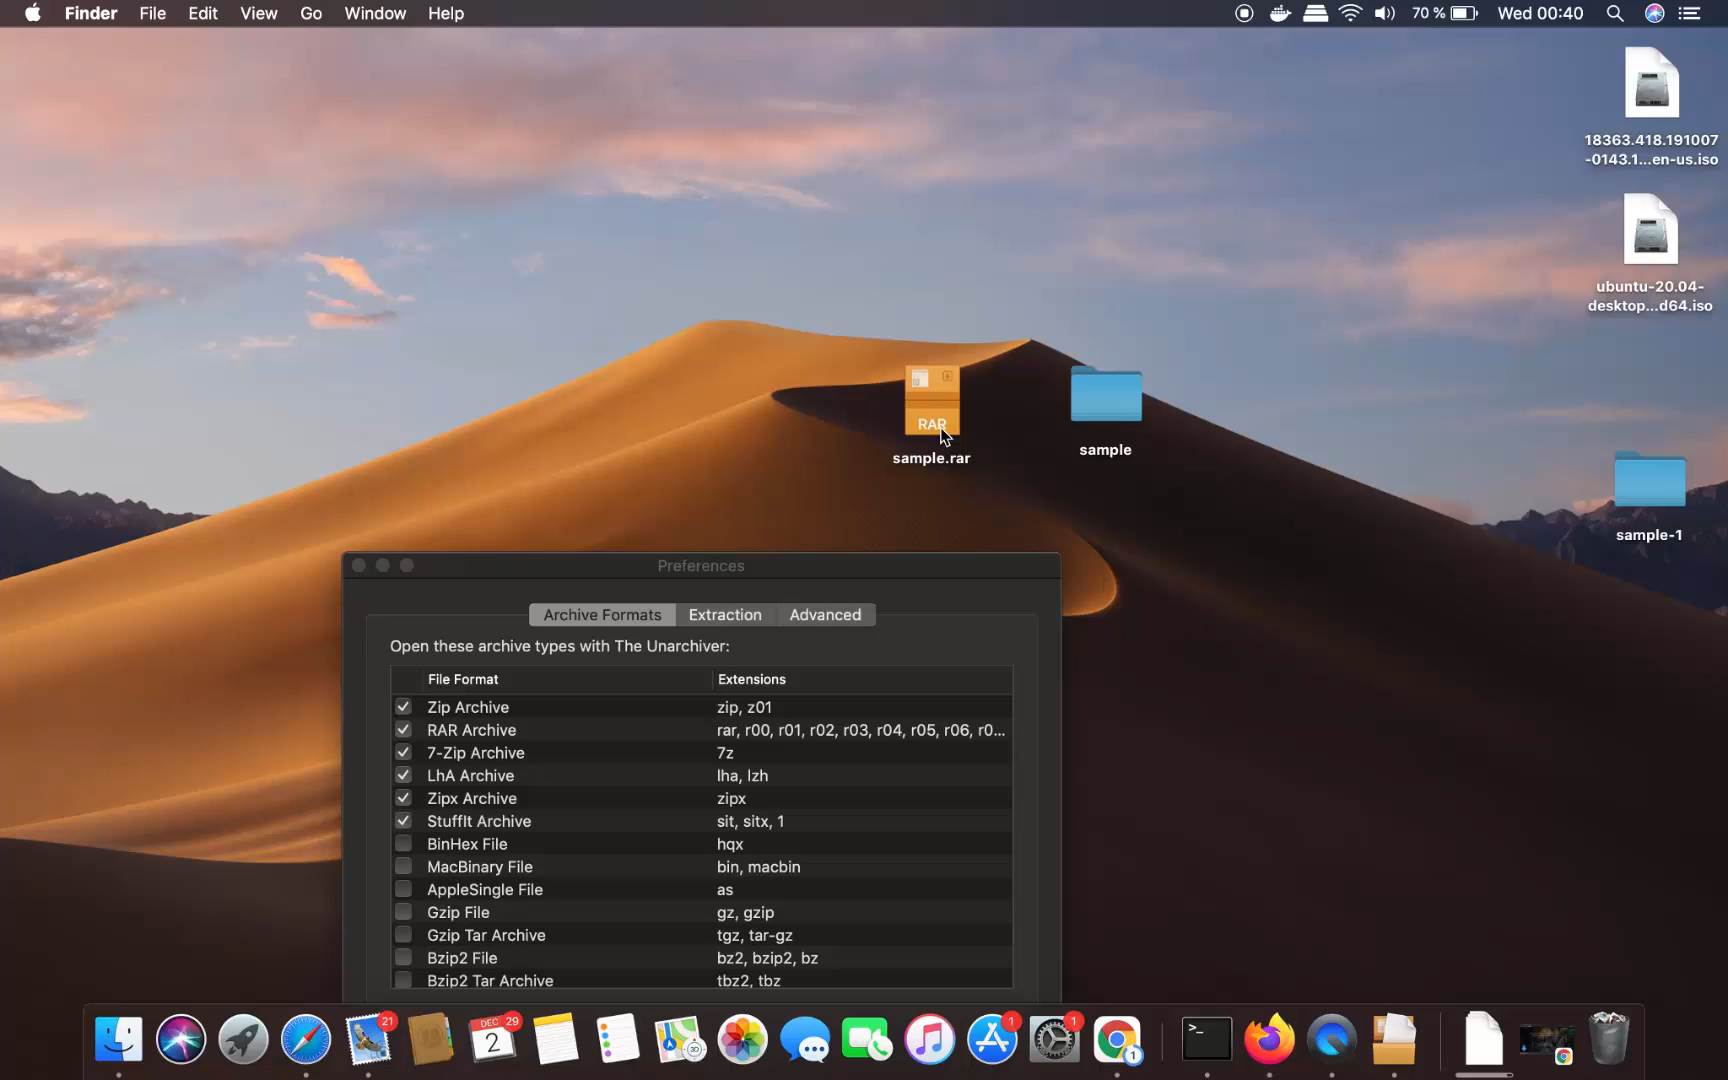 Finder File Edit View Go Window Help 70 % Wed 00:40
18363.418.191007
-0143.1...en-us.iso
ubuntu-20.04-
desktop...d64.iso
RAR
sample.rar
sample
sample-1
Preferences
Archive Formats Extraction Advanced
Open these archive types with The Unarchiver:
File Format Extensions
Zip Archive zip, z01
RAR Archive rar, r00, r01, r02, r03, r04, r05, r06, r0...
7-Zip Archive 7z
LhA Archive lha, lzh
Zipx Archive zipx
StuffIt Archive sit, sitx, 1
BinHex File hqx
MacBinary File bin, macbin
AppleSingle File as
Gzip File gz, gzip
Gzip Tar Archive tgz, tar-gz
Bzip2 File bz2, bzip2, bz
Bzip2 Tar Archive tbz2, tbz
21 DEC 29 1 1
2 3D >_ 1